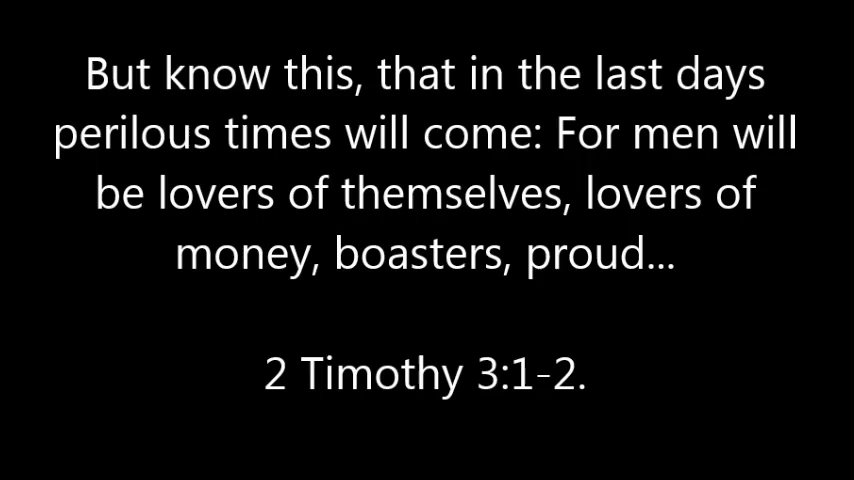 But know this, that in the last days
perilous times will come: For men will
be lovers of themselves, lovers of
money, boasters, proud...
2 Timothy 3:1-2.